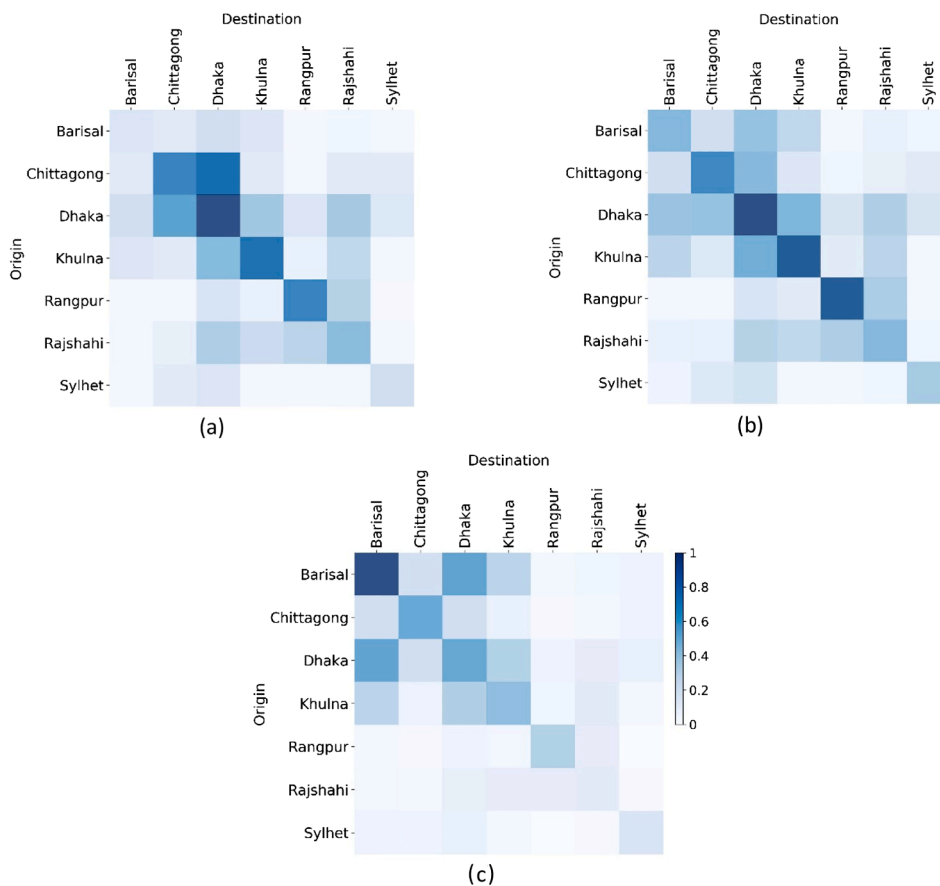 Destination
Barisal
Chittagong
Dhaka
Khulna
Rangpur
Rajshahi
Sylhet
Origin
Barisal
Chittagong
Dhaka
Khulna
Rangpur
Rajshahi
Sylhet
(a)
Destination
Barisal
Chittagong
Dhaka
Khulna
Rangpur
Rajshahi
Sylhet
Origin
Barisal
Chittagong
Dhaka
Khulna
Rangpur
Rajshahi
Sylhet
(b)
Destination
Barisal
Chittagong
Dhaka
Khulna
Rangpur
Rajshahi
Sylhet
Origin
Barisal
Chittagong
Dhaka
Khulna
Rangpur
Rajshahi
Sylhet
1
0.8
0.6
0.4
0.2
0
(c)